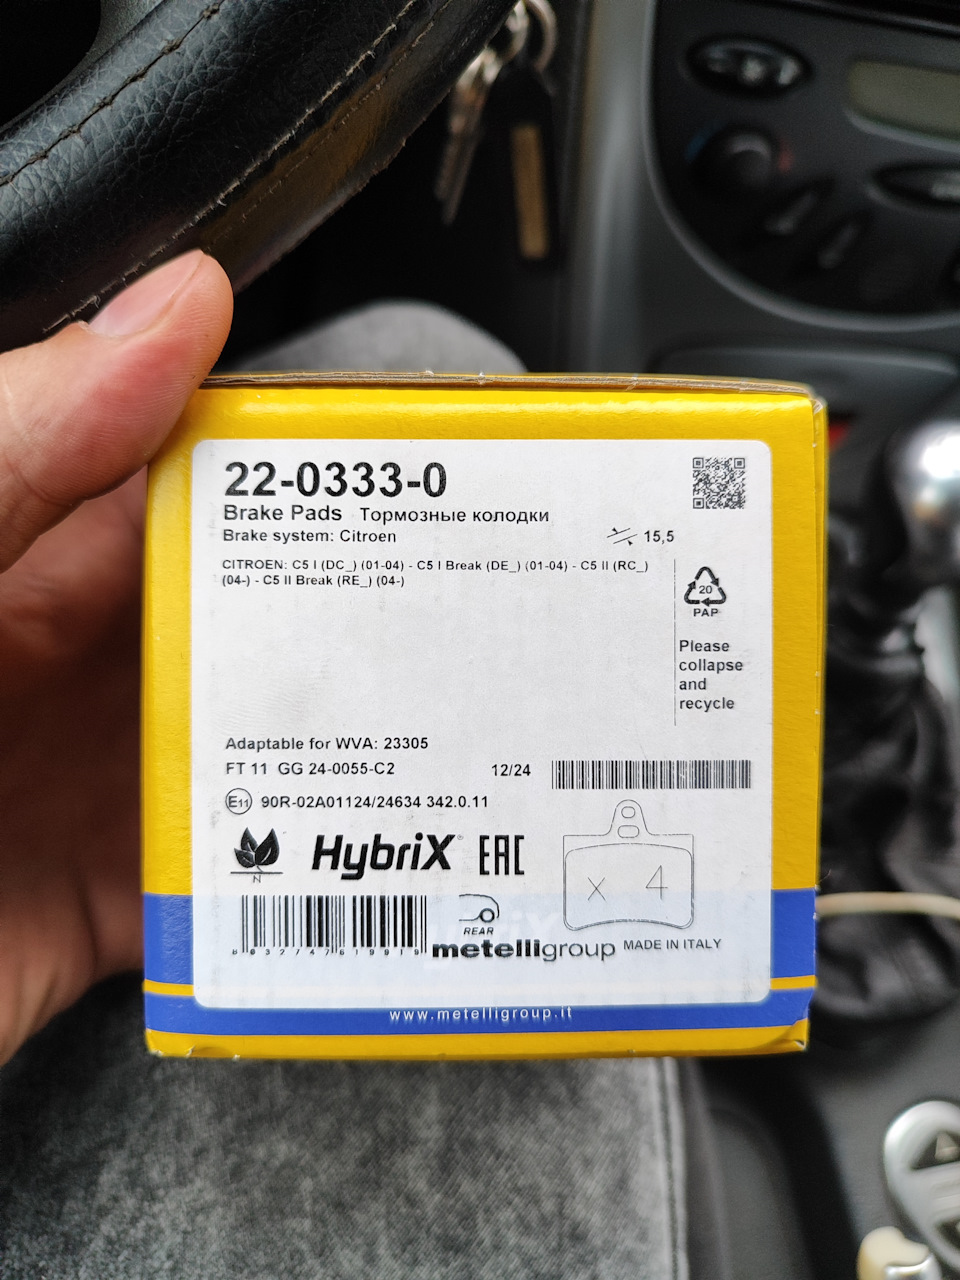 22-0333-0
Brake Pads Тормозные колодки
Brake system: Citroen
15,5
CITROEN: C5 I (DC_) (01-04) - C5 I Break (DE_) (01-04) - C5 II (RC_)
(04-) - C5 II Break (RE_) (04-)
20
PAP
Please
collapse
and
recycle
Adaptable for WVA: 23305
FT 11 GG 24-0055-C2
12/24
E11 90R-02A01124/24634 342.0.11
N
HybriX® EAC
x 4
8032747619919
REAR
metelligroup
MADE IN ITALY
www.metelligroup.it